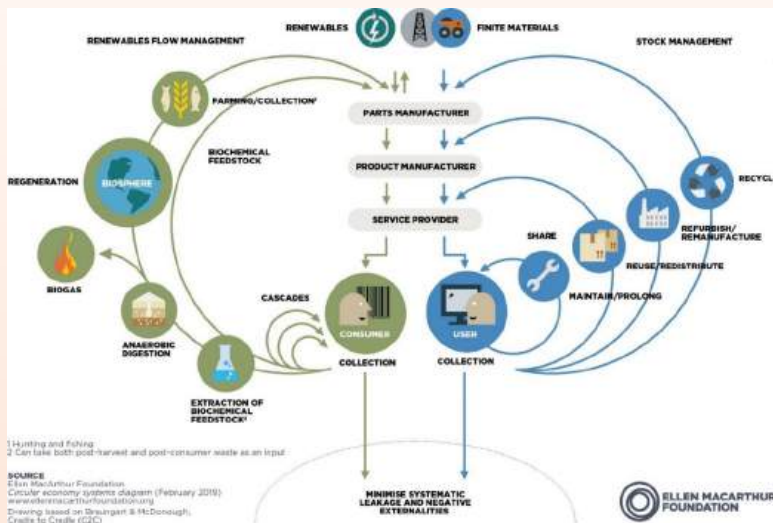 RENEWABLES
FINITE MATERIALS
RENEWABLES FLOW MANAGEMENT
STOCK MANAGEMENT
FARMING/COLLECTION¹
PARTS MANUFACTURER
BIOCHEMICAL
FEEDSTOCK
PRODUCT MANUFACTURER
REGENERATION
BIOSPHERE
RECYCL
SERVICE PROVIDER
REFURBISH/
REMANUFACTURE
SHARE
REUSE/REDISTRIBUTE
BIOGAS
CASCADES
MAINTAIN/PROLONG
CONSUMER
USER
ANAEROBIC
DIGESTION
COLLECTION
COLLECTION
EXTRACTION OF
BIOCHEMICAL
FEEDSTOCK²
1 Hunting and fishing
2 Can take both post-harvest and post-consumer waste as an input
SOURCE
Ellen MacArthur Foundation
Circular economy systems diagram (February 2019)
www.ellenmacarthurfoundation.org
Drawing based on Braungart & McDonough,
Cradle to Cradle (C2C)
MINIMISE SYSTEMATIC
LEAKAGE AND NEGATIVE
EXTERNALITIES
ELLEN MACARTHUR
FOUNDATION